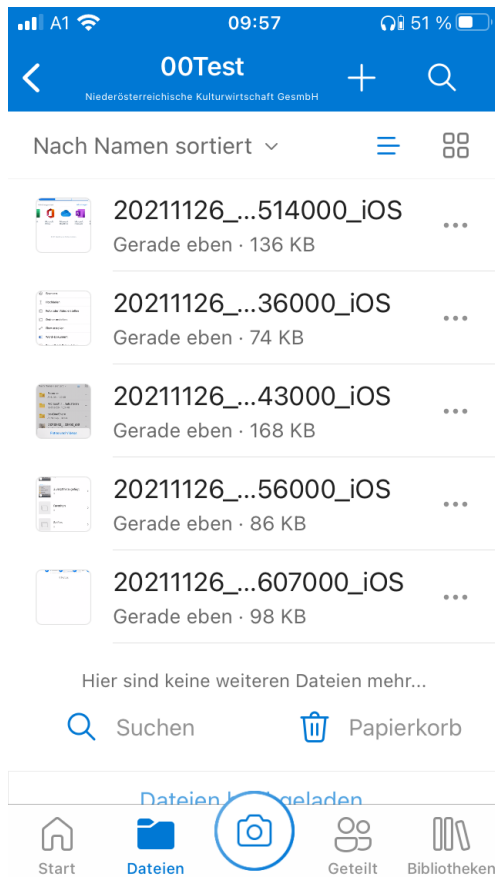 A1 09:57 51 %
00Test
Niederösterreichische Kulturwirtschaft GesmbH
Nach Namen sortiert
20211126_...514000_iOS
Gerade eben · 136 KB
20211126_...36000_iOS
Gerade eben · 74 KB
20211126_...43000_iOS
Gerade eben · 168 KB
20211126_...56000_iOS
Gerade eben · 86 KB
20211126_...607000_iOS
Gerade eben · 98 KB
Hier sind keine weiteren Dateien mehr...
Suchen Papierkorb
Dateien
Start Dateien Geteilt Bibliotheken